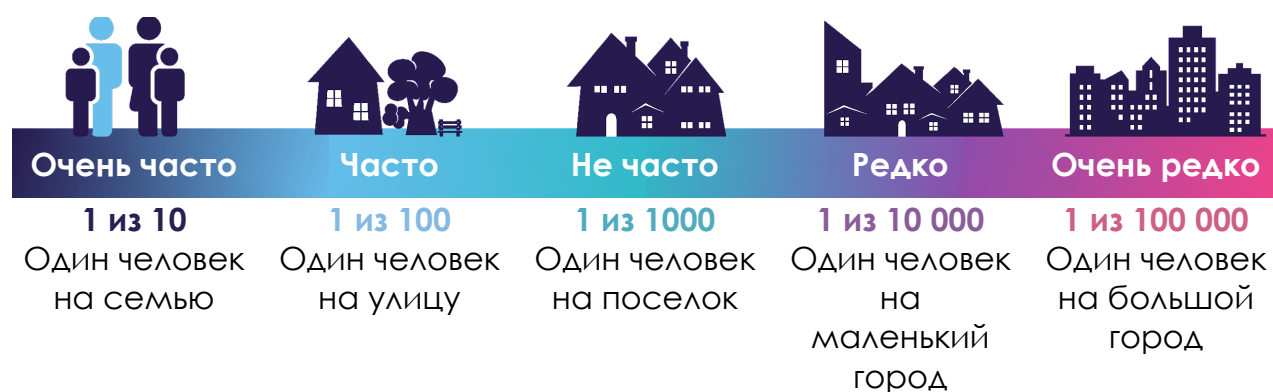 Очень часто
Часто
Не часто
Редко
Очень редко
1 из 10
1 из 100
1 из 1000
1 из 10 000
1 из 100 000
Один человек
на семью
Один человек
на улицу
Один человек
на поселок
Один человек
на
маленький
город
Один человек
на большой
город